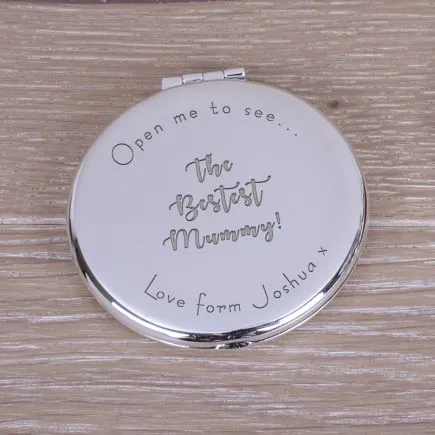 Open me to see...
The
Bestest
Mummy!
Love form Joshua x